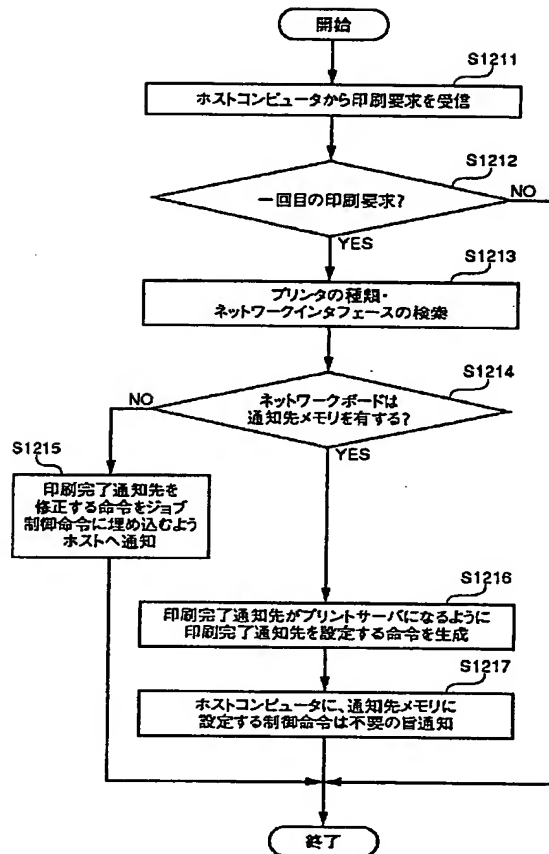 開始
S1211
ホストコンピュータから印刷要求を受信
S1212
一回目の印刷要求?
NO
YES
S1213
プリンタの種類・
ネットワークインタフェースの検索
S1214
ネットワークボードは
通知先メモリを有する?
NO
YES
S1215
印刷完了通知先を
修正する命令をジョブ
制御命令に埋め込むよう
ホストへ通知
S1216
印刷完了通知先がプリントサーバになるように
印刷完了通知先を設定する命令を生成
S1217
ホストコンピュータに、通知先メモリに
設定する制御命令は不要の旨通知
終了